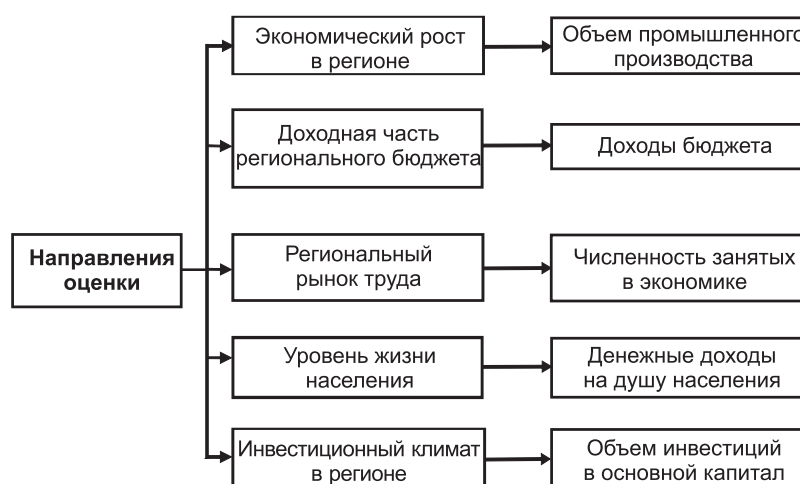 Экономический рост
в регионе
Объем промышленного
производства
Доходная часть
регионального бюджета
Доходы бюджета
Направления
оценки
Региональный
рынок труда
Численность занятых
в экономике
Уровень жизни
населения
Денежные доходы
на душу населения
Инвестиционный климат
в регионе
Объем инвестиций
в основной капитал